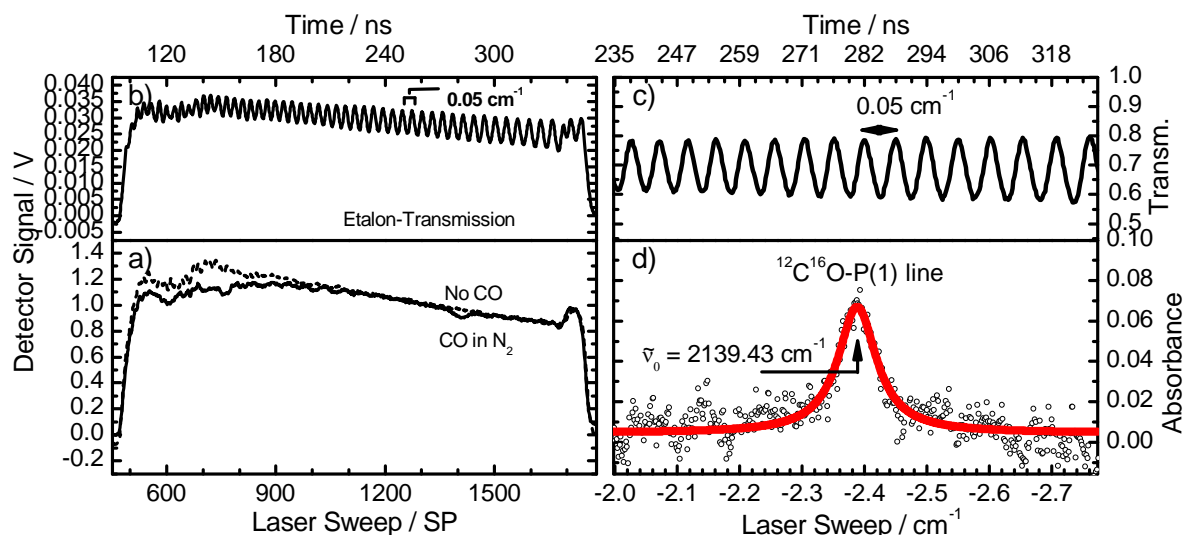 Time / ns
Time / ns
120 180 240 300
235 247 259 271 282 294 306 318
b)
0.05 cm⁻¹
Etalon-Transmission
0.040
0.035
0.030
0.025
0.020
0.015
0.010
0.005
0.000
-0.005
c)
0.05 cm⁻¹
1.0
0.9
0.8
0.7
0.6
0.5
Transm.
Detector Signal / V
a)
No CO
CO in N₂
1.4
1.2
1.0
0.8
0.6
0.4
0.2
0.0
-0.2
d)
¹²C¹⁶O-P(1) line
ṽ₀ = 2139.43 cm⁻¹
0.10
0.08
0.06
0.04
0.02
0.00
Absorbance
600 900 1200 1500
-2.0 -2.1 -2.2 -2.3 -2.4 -2.5 -2.6 -2.7
Laser Sweep / SP
Laser Sweep / cm⁻¹